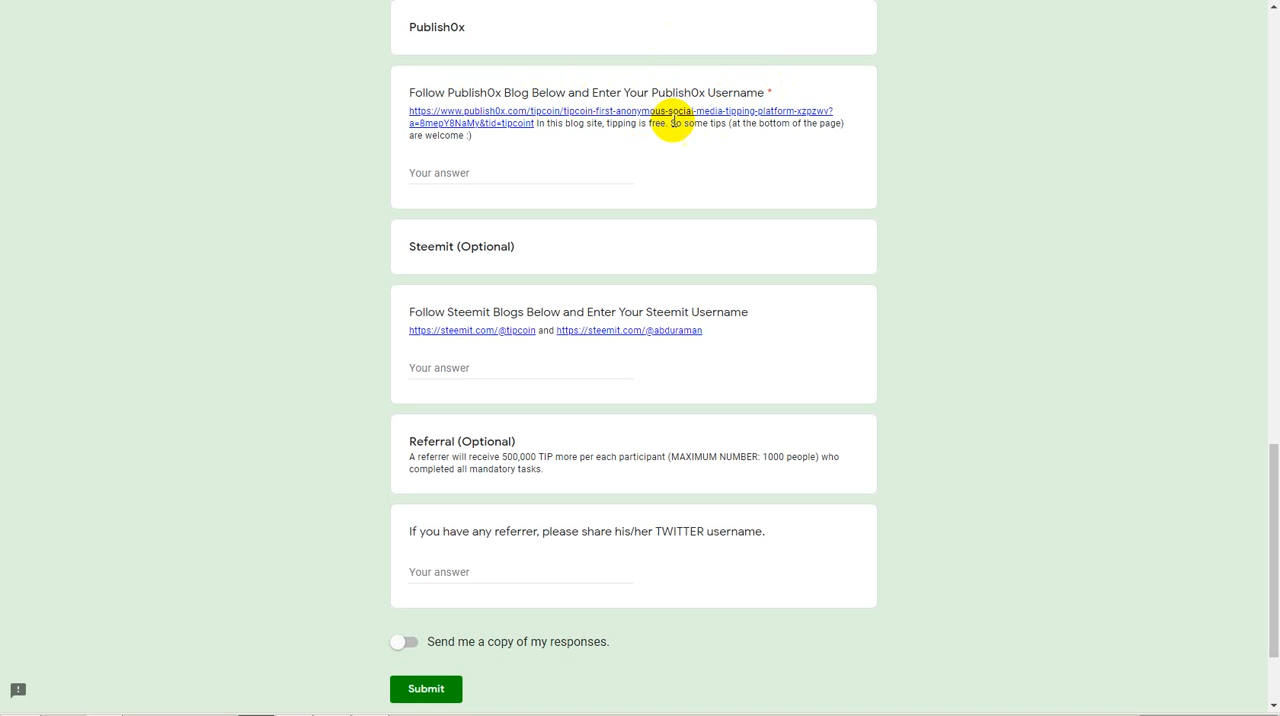 Publish0x
Follow Publish0x Blog Below and Enter Your Publish0x Username *
https://www.publish0x.com/tipcoin/tipcoin-first-anonymous-social-media-tipping-platform-xzpzwv?
a=8mepY8NaMy&tid=tipcoint In this blog site, tipping is free. So some tips (at the bottom of the page)
are welcome :)
Your answer
Steemit (Optional)
Follow Steemit Blogs Below and Enter Your Steemit Username
https://steemit.com/@tipcoin and https://steemit.com/@abduraman
Your answer
Referral (Optional)
A referrer will receive 500,000 TIP more per each participant (MAXIMUM NUMBER: 1000 people) who
completed all mandatory tasks.
If you have any referrer, please share his/her TWITTER username.
Your answer
Send me a copy of my responses.
Submit